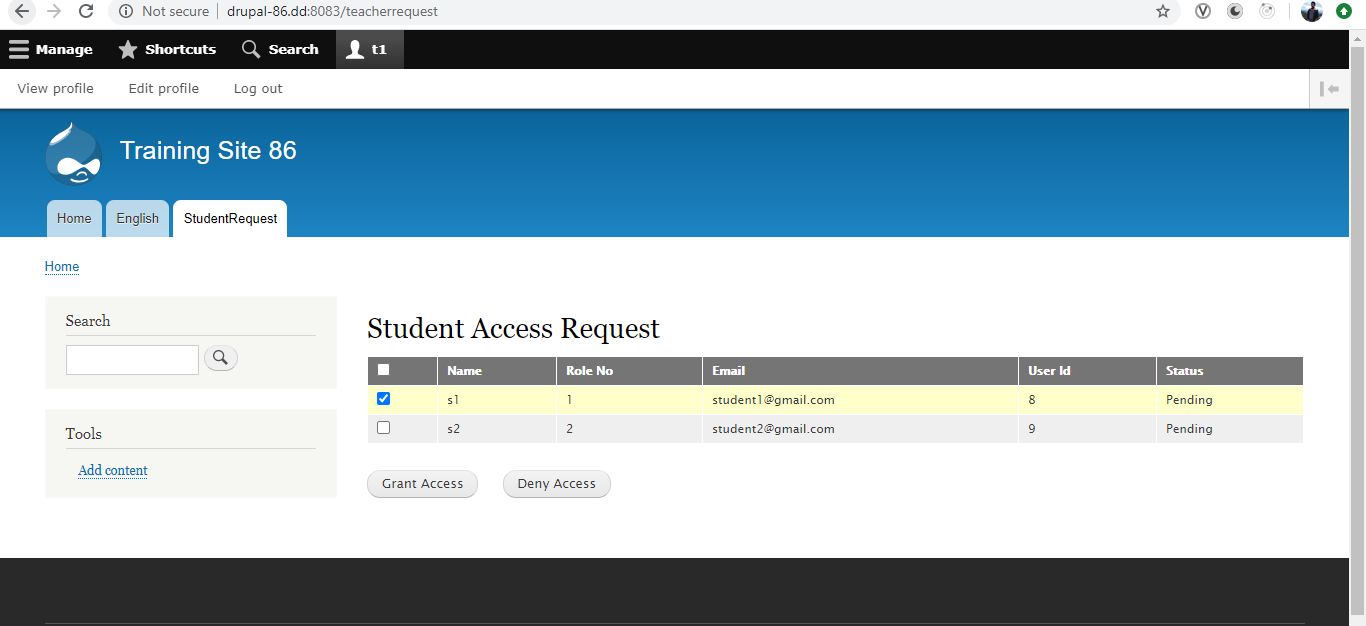 Not secure drupal-86.dd:8083/teacherrequest
Manage Shortcuts Search t1
View profile Edit profile Log out
Training Site 86
Home English StudentRequest
Home
Search
Tools
Add content
Student Access Request
Name Role No Email User Id Status
s1 1 student1@gmail.com 8 Pending
s2 2 student2@gmail.com 9 Pending
Grant Access Deny Access